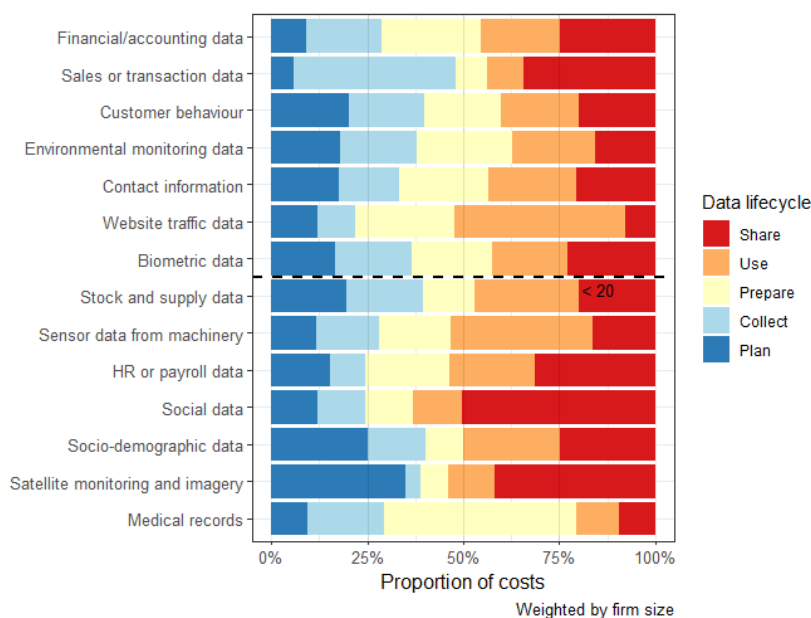 Financial/accounting data
Sales or transaction data
Customer behaviour
Environmental monitoring data
Contact information
Website traffic data
Biometric data
Stock and supply data
< 20
Sensor data from machinery
HR or payroll data
Social data
Socio-demographic data
Satellite monitoring and imagery
Medical records
0%
25%
50%
75%
100%
Proportion of costs
Weighted by firm size
Data lifecycle
Share
Use
Prepare
Collect
Plan